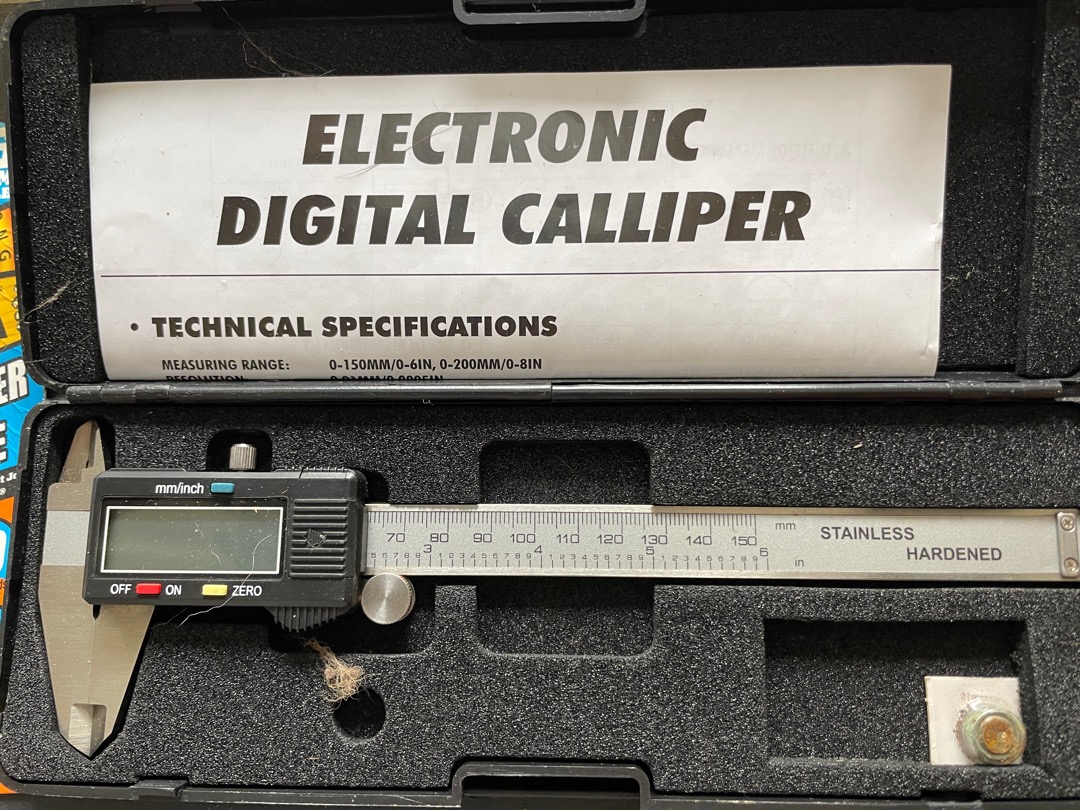 ELECTRONIC
DIGITAL CALLIPER
• TECHNICAL SPECIFICATIONS
MEASURING RANGE: 0-150MM/0-6IN, 0-200MM/0-8IN
RESOLUTION:
mm/inch
OFF ON ZERO
70 80 90 100 110 120 130 140 150 mm
3 4 5 6 in
STAINLESS
HARDENED